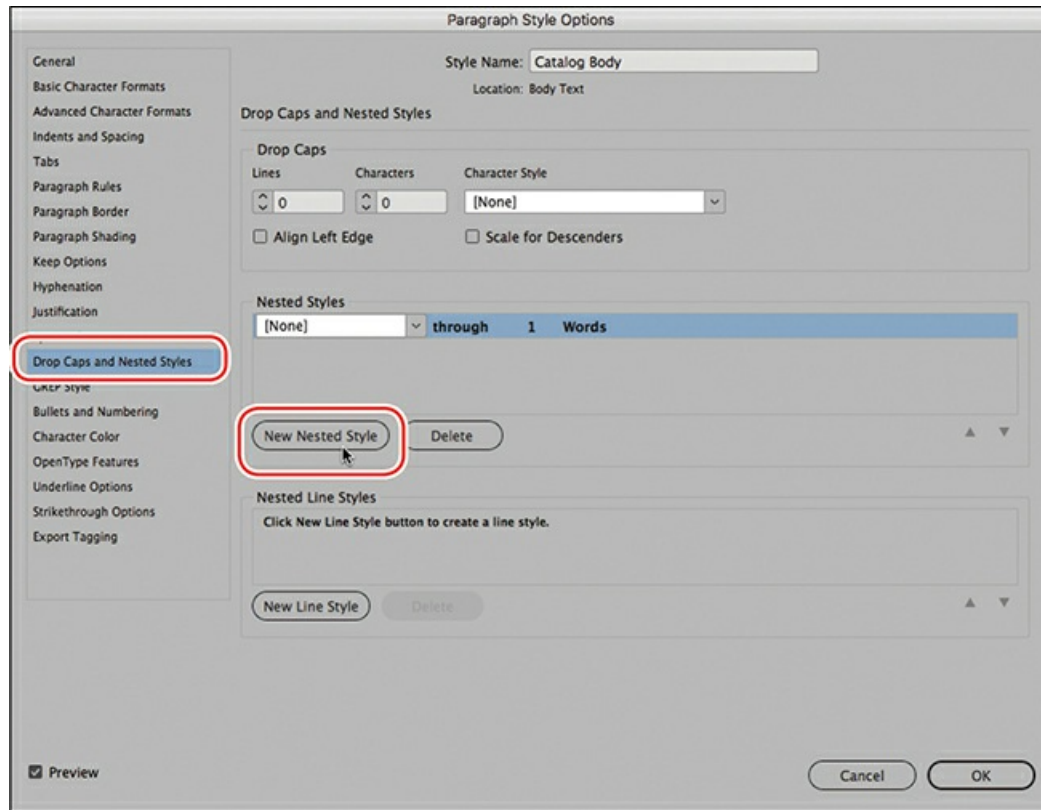 Paragraph Style Options
General
Basic Character Formats
Advanced Character Formats
Indents and Spacing
Tabs
Paragraph Rules
Paragraph Border
Paragraph Shading
Keep Options
Hyphenation
Justification
Drop Caps and Nested Styles
GREP Style
Bullets and Numbering
Character Color
OpenType Features
Underline Options
Strikethrough Options
Export Tagging
Style Name: Catalog Body
Location: Body Text
Drop Caps and Nested Styles
Drop Caps
Lines Characters Character Style
0 0 [None]
Align Left Edge Scale for Descenders
Nested Styles
[None] through 1 Words
New Nested Style Delete
Nested Line Styles
Click New Line Style button to create a line style.
New Line Style Delete
Preview Cancel OK